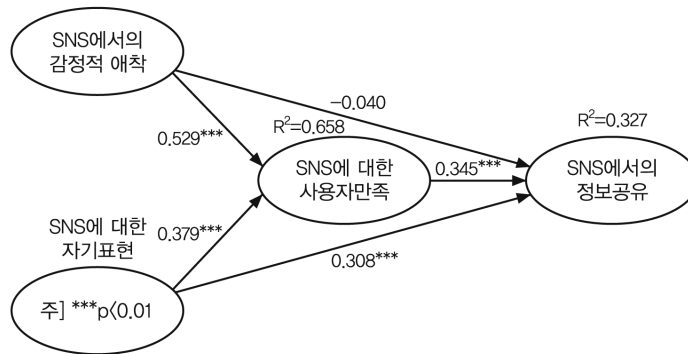 SNS에서의
감정적 애착
-0.040
R²=0.658
R²=0.327
0.529***
SNS에 대한
사용자만족
0.345***
SNS에서의
정보공유
SNS에 대한
자기표현
0.379***
0.308***
주] ***p<0.01